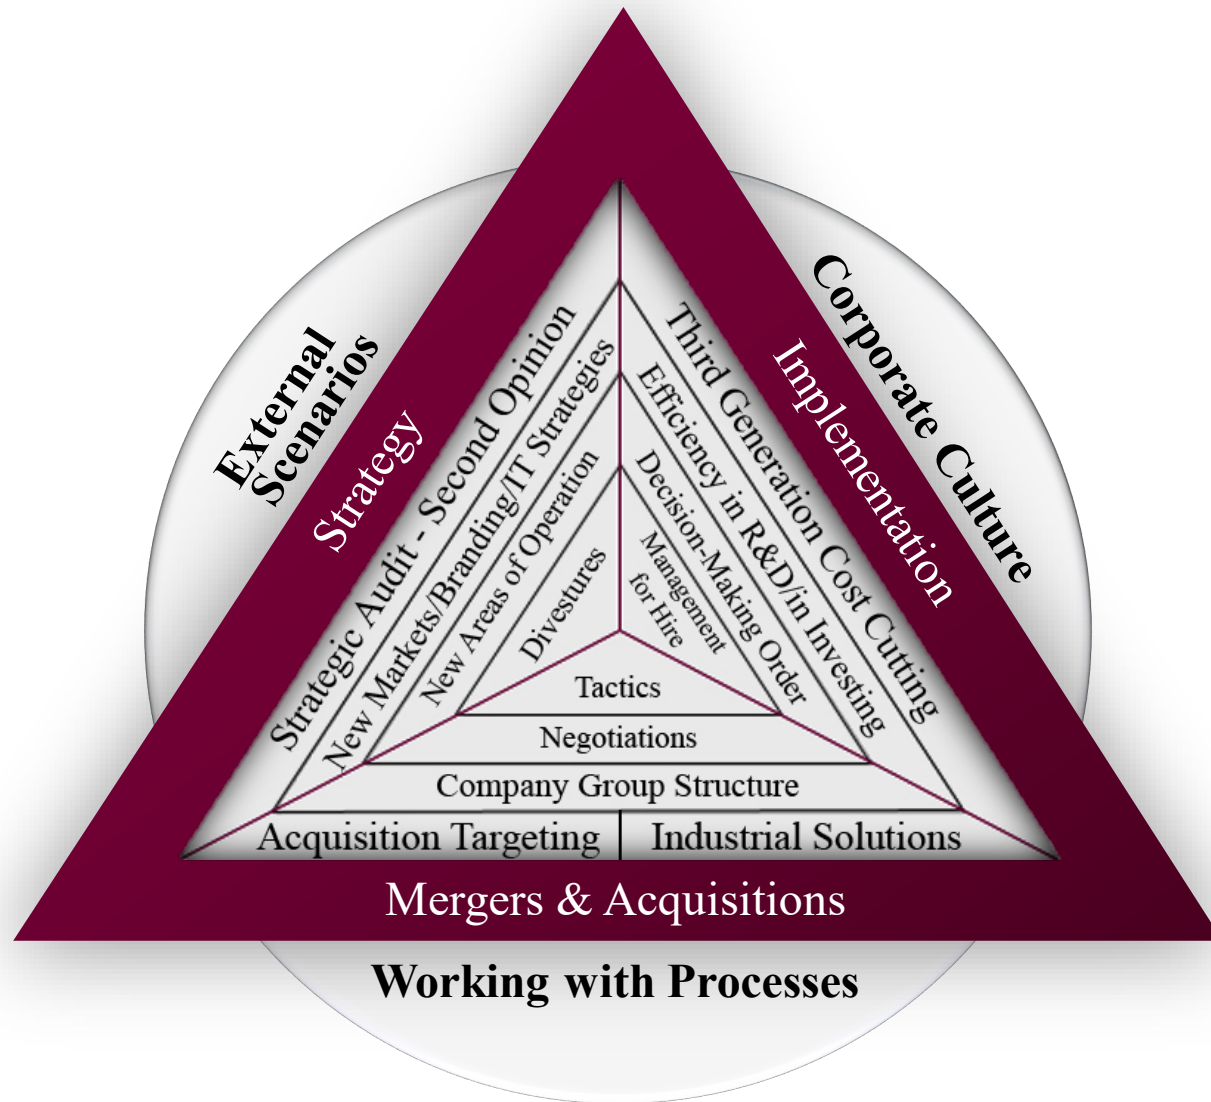 External
Scenarios
Strategy
Strategic Audit - Second Opinion
New Markets/Branding/IT Strategies
New Areas of Operation
Divestures
Corporate Culture
Implementation
Third Generation Cost Cutting
Efficiency in R&D/in Investing
Decision-Making Order
Management
for Hire
Tactics
Negotiations
Company Group Structure
Acquisition Targeting
Industrial Solutions
Mergers & Acquisitions
Working with Processes